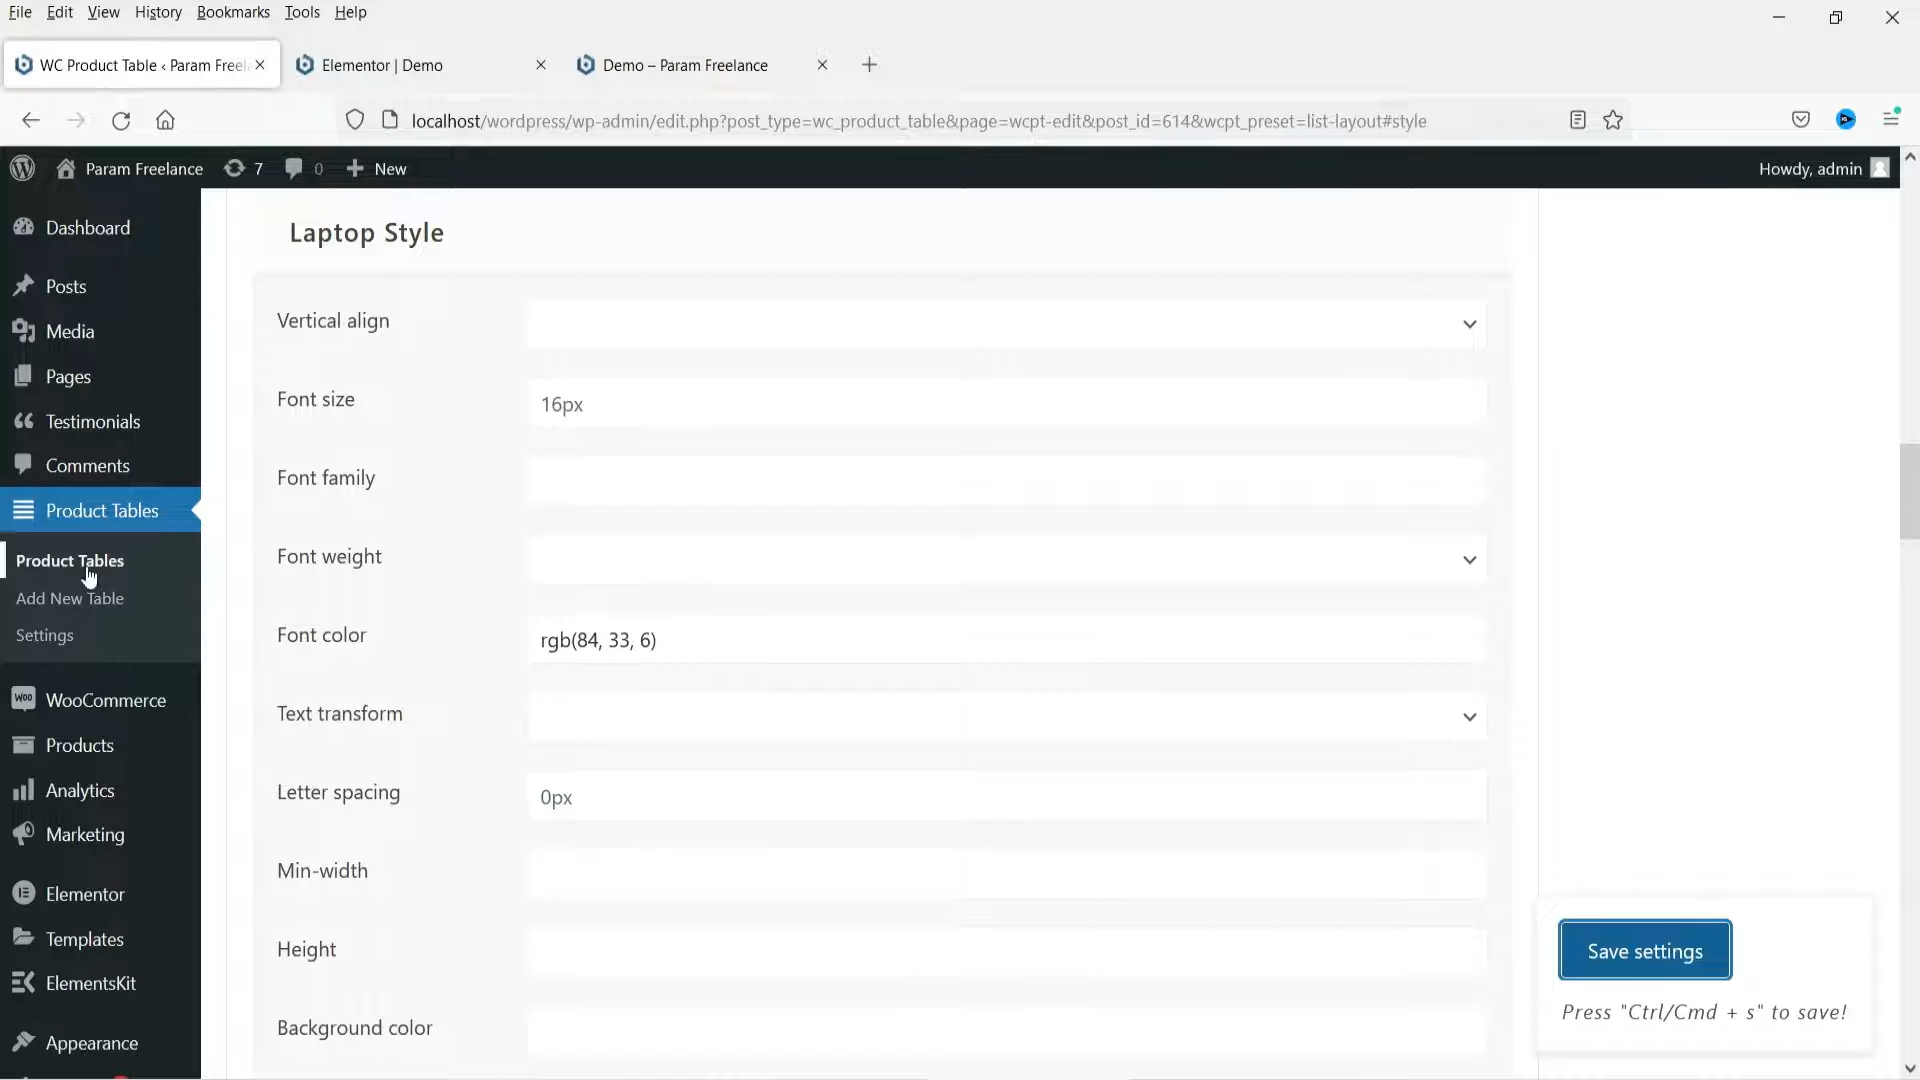 File Edit View History Bookmarks Tools Help
WC Product Table ‹ Param Freel
Elementor | Demo
Demo – Param Freelance
localhost/wordpress/wp-admin/edit.php?post_type=wc_product_table&page=wcpt-edit&post_id=614&wcpt_preset=list-layout#style
Param Freelance 7 0 New
Howdy, admin
Dashboard
Posts
Media
Pages
Testimonials
Comments
Product Tables
Product Tables
Add New Table
Settings
WooCommerce
Products
Analytics
Marketing
Elementor
Templates
ElementsKit
Appearance
Laptop Style
Vertical align
Font size
16px
Font family
Font weight
Font color
rgb(84, 33, 6)
Text transform
Letter spacing
0px
Min-width
Height
Background color
Save settings
Press "Ctrl/Cmd + s" to save!